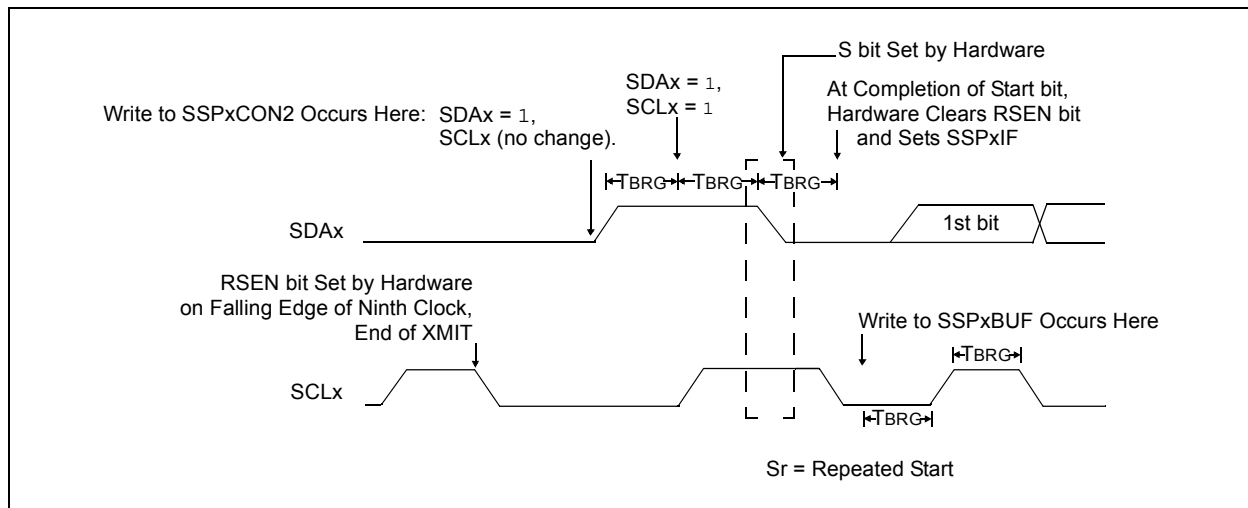 S bit Set by Hardware
SDAx = 1,
SCLx = 1
At Completion of Start bit,
Hardware Clears RSEN bit
and Sets SSPxIF
Write to SSPxCON2 Occurs Here:
SDAx = 1,
SCLx (no change).
TBRG
TBRG
TBRG
SDAx
1st bit
RSEN bit Set by Hardware
on Falling Edge of Ninth Clock,
End of XMIT
Write to SSPxBUF Occurs Here
TBRG
SCLx
TBRG
Sr = Repeated Start